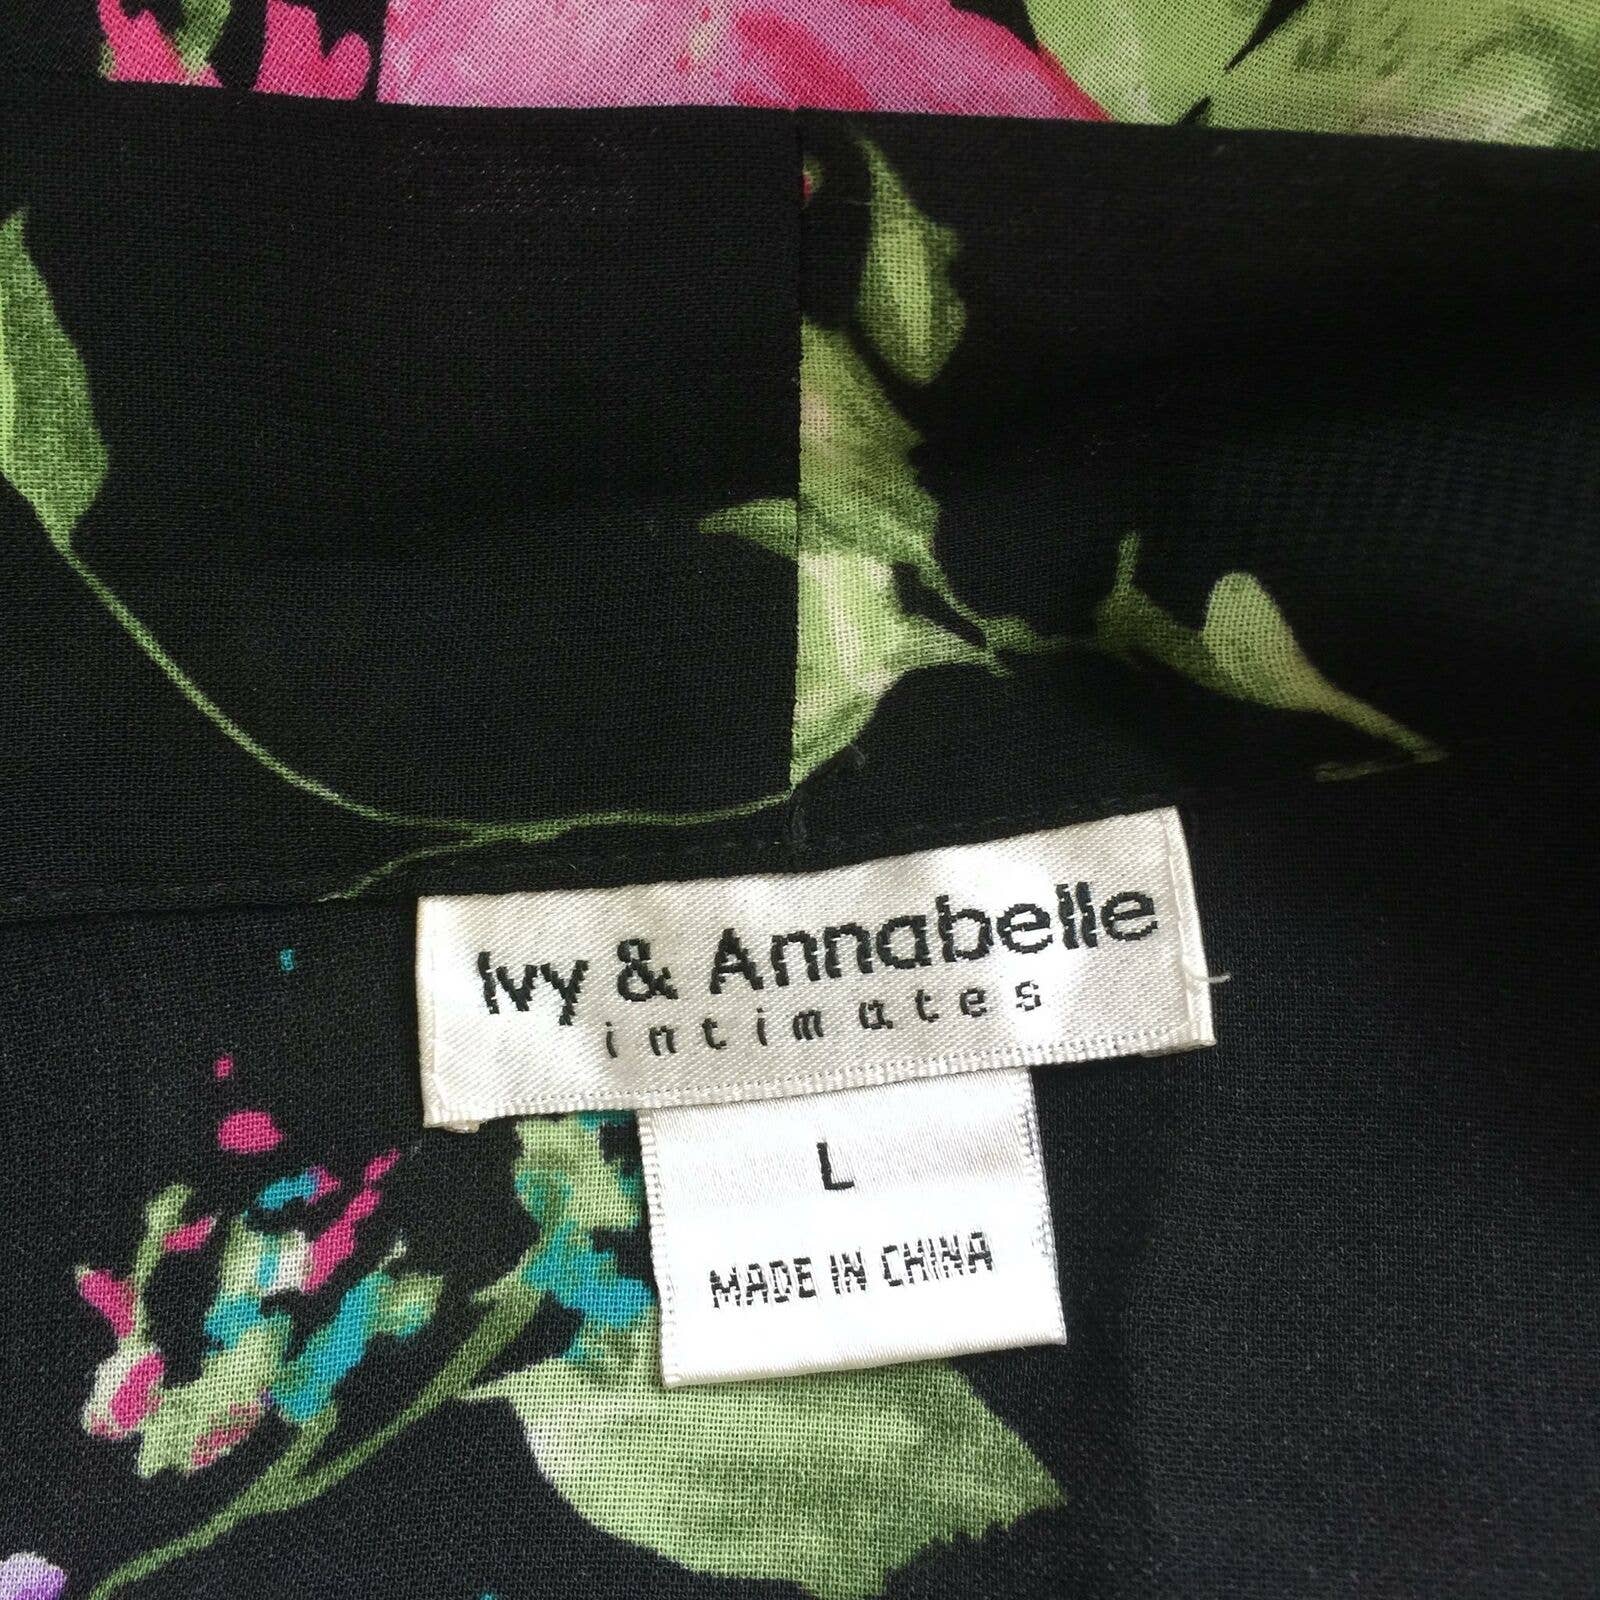 Ivy & Annabelle
intimates
L
MADE IN CHINA